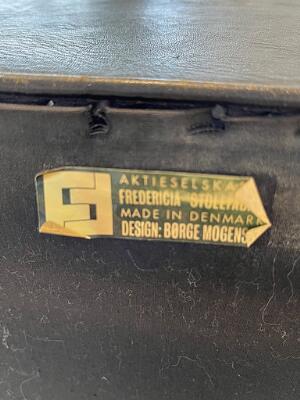 AKTIESELSKA
FREDERICIA STOLEFAB
MADE IN DENMARK
DESIGN: BØRGE MOGENS